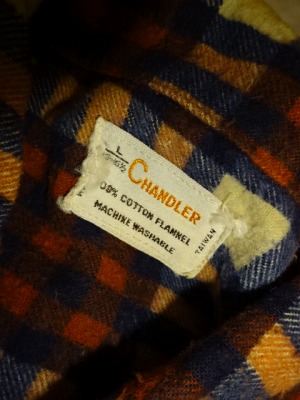 L
CHANDLER
100% COTTON FLANNEL
MACHINE WASHABLE
TAIWAN